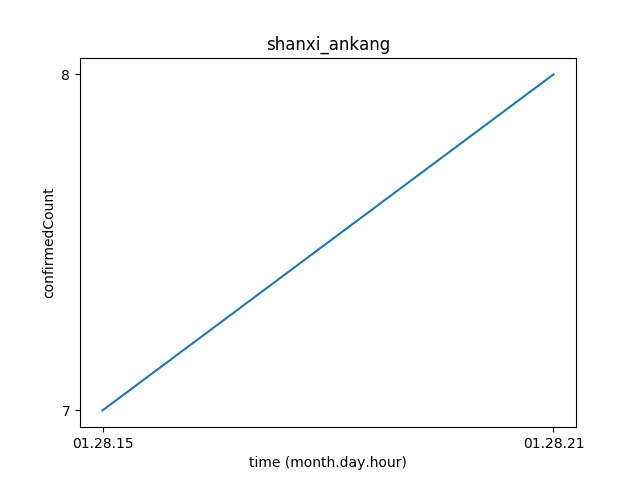 shanxi_ankang
8
confirmedCount
7
01.28.15
01.28.21
time (month.day.hour)